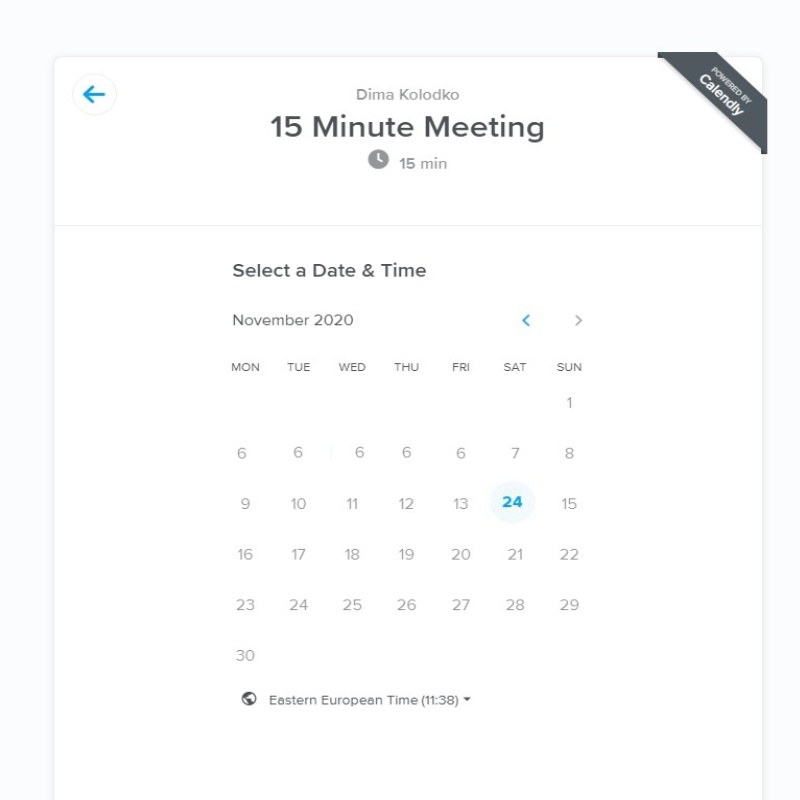 POWERED BY
Calendly
Dima Kolodko
15 Minute Meeting
15 min
Select a Date & Time
November 2020
MON TUE WED THU FRI SAT SUN
1
6 6 6 6 6 7 8
9 10 11 12 13 24 15
16 17 18 19 20 21 22
23 24 25 26 27 28 29
30
Eastern European Time (11:38)